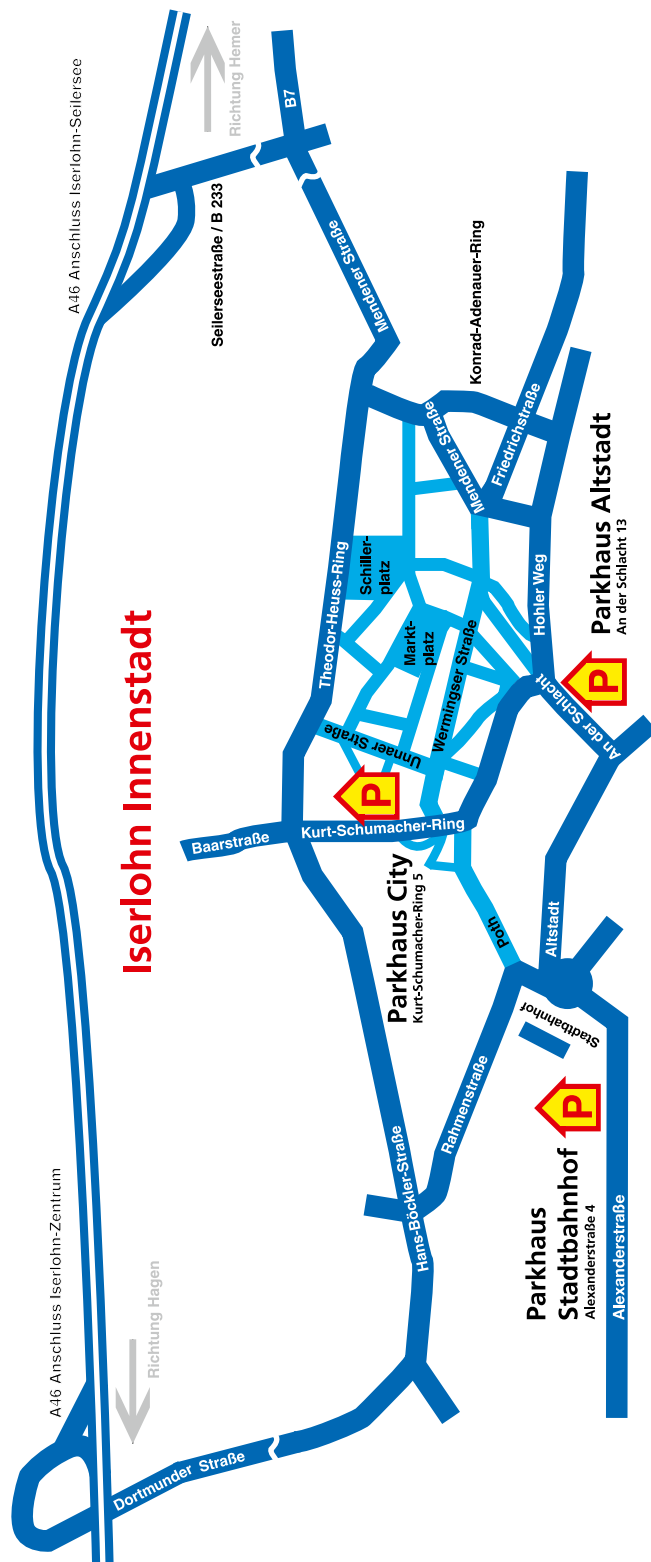 A46 Anschluss Iserlohn-Zentrum
A46 Anschluss Iserlohn-Seilersee
Richtung Hagen
Richtung Hemer
Iserlohn Innenstadt
Dortmunder Straße
Seilerseestraße / B 233
B7
Baarstraße
Mendener Straße
Theodor-Heuss-Ring
Schiller-
platz
Unnaer Straße
Markt-
platz
Kurt-Schumacher-Ring
P
Parkhaus City
Kurt-Schumacher-Ring 5
Hans-Böckler-Straße
Wermingser Straße
Mendener Straße
Konrad-Adenauer-Ring
Friedrichstraße
Rahmenstraße
Poth
Hohler Weg
An der Schlacht
P
Parkhaus Altstadt
An der Schlacht 13
Altstadt
Stadtbahnhof
P
Parkhaus
Stadtbahnhof
Alexanderstraße 4
Alexanderstraße